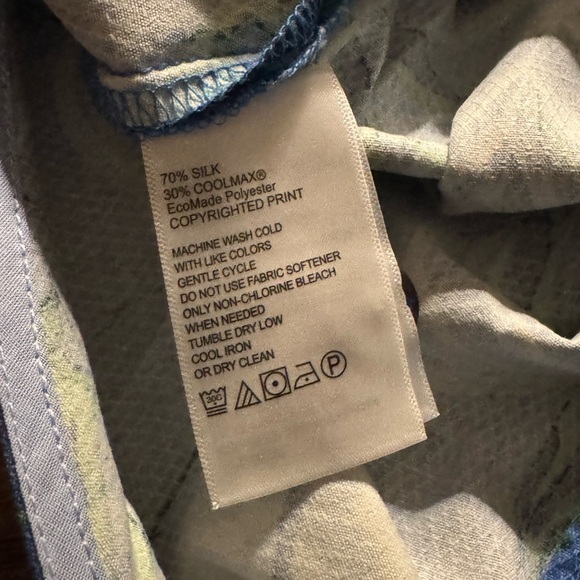 70% SILK
30% COOLMAX®
EcoMade Polyester
COPYRIGHTED PRINT
MACHINE WASH COLD
WITH LIKE COLORS
GENTLE CYCLE
DO NOT USE FABRIC SOFTENER
ONLY NON-CHLORINE BLEACH
WHEN NEEDED
TUMBLE DRY LOW
COOL IRON
OR DRY CLEAN
30C P